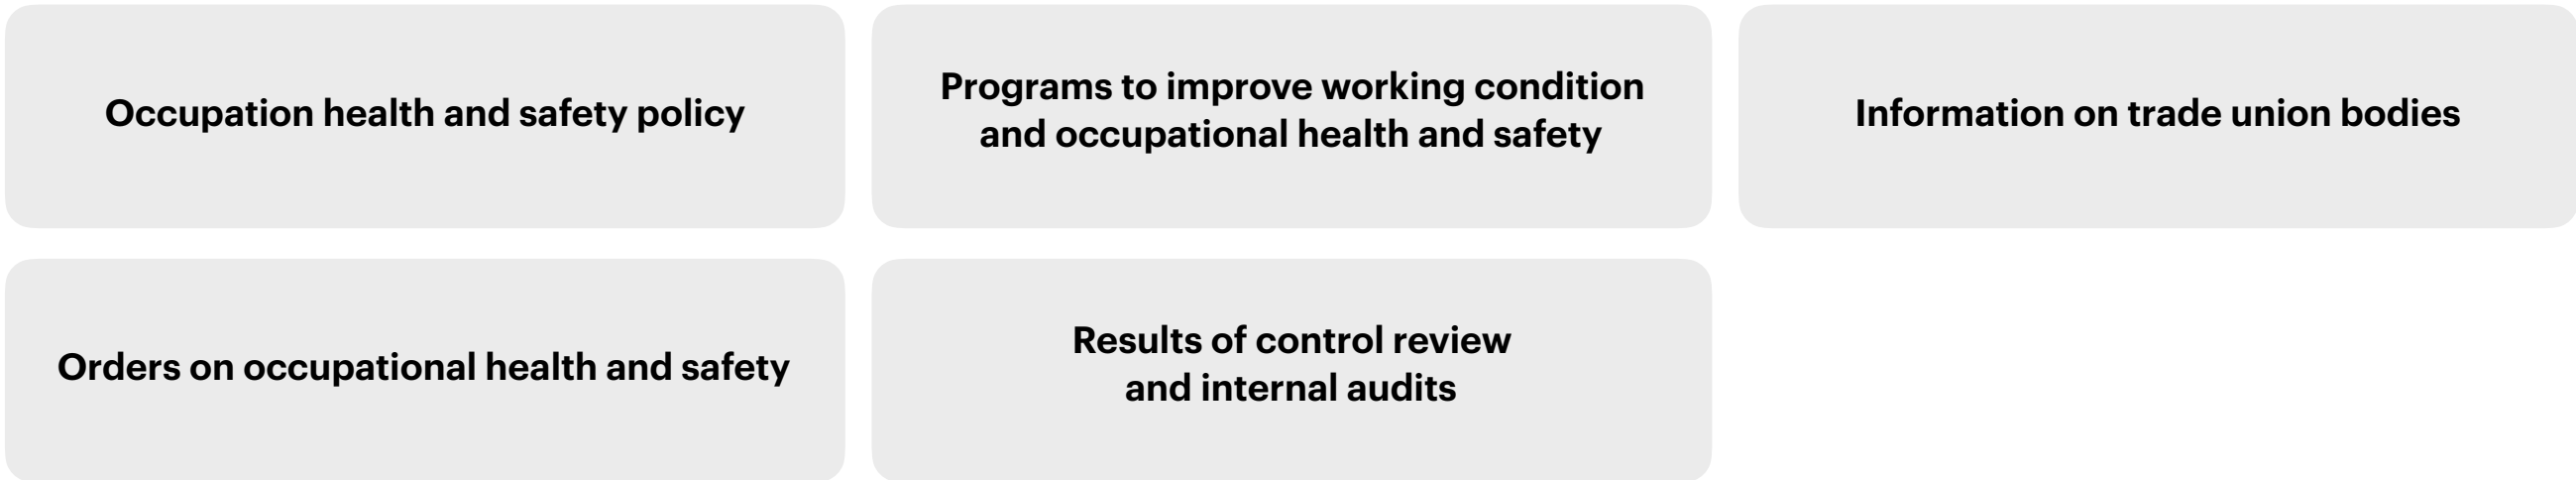 Occupation health and safety policy
Programs to improve working condition
and occupational health and safety
Information on trade union bodies
Orders on occupational health and safety
Results of control review
and internal audits